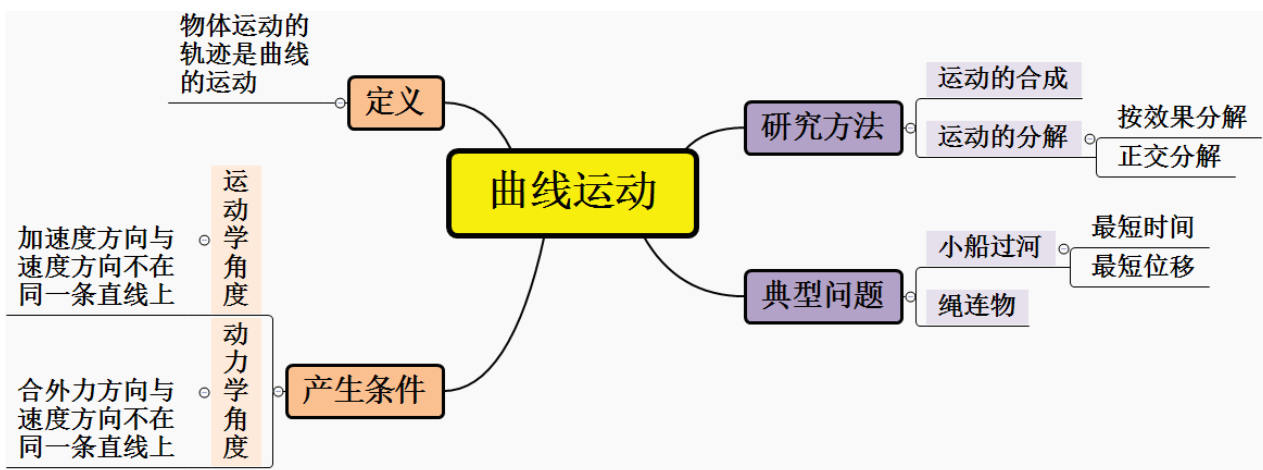 曲线运动
定义
物体运动的
轨迹是曲线
的运动
产生条件
运动学角度
加速度方向与
速度方向不在
同一条直线上
动力学角度
合外力方向与
速度方向不在
同一条直线上
研究方法
运动的合成
运动的分解
按效果分解
正交分解
典型问题
小船过河
最短时间
最短位移
绳连物